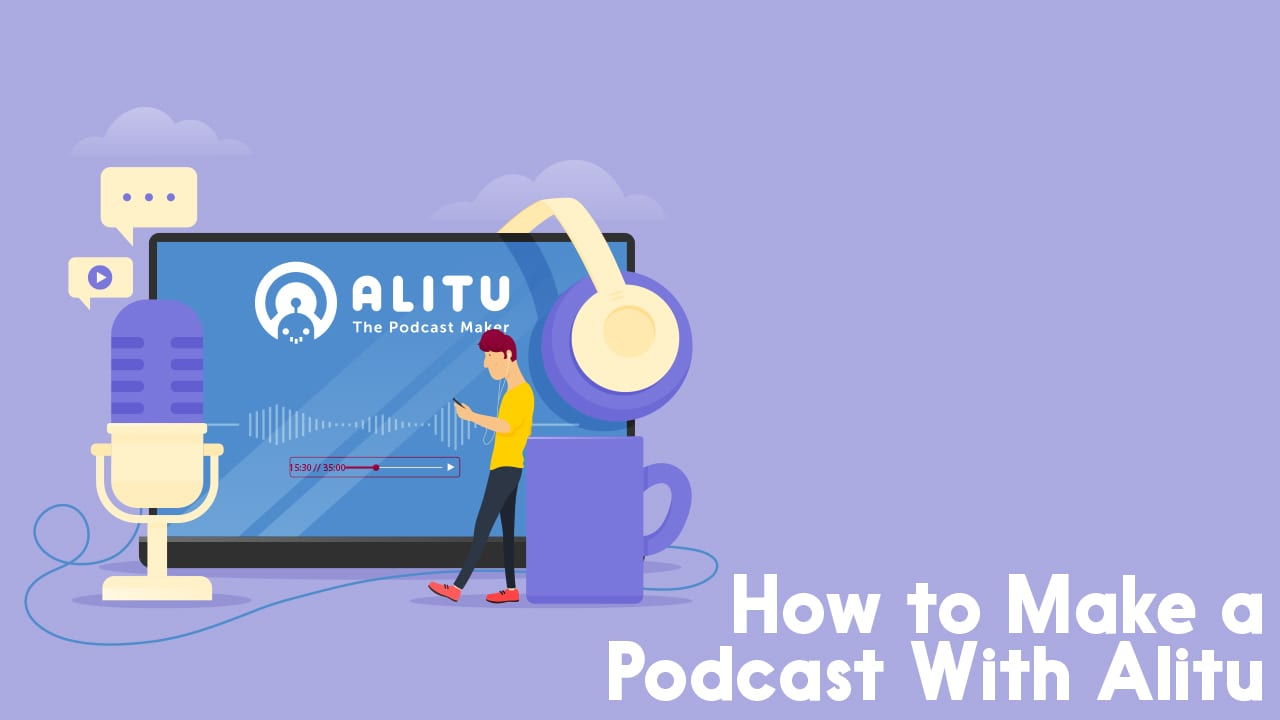 ALITU
The Podcast Maker
15:30 // 35:00
How to Make a
Podcast With Alitu